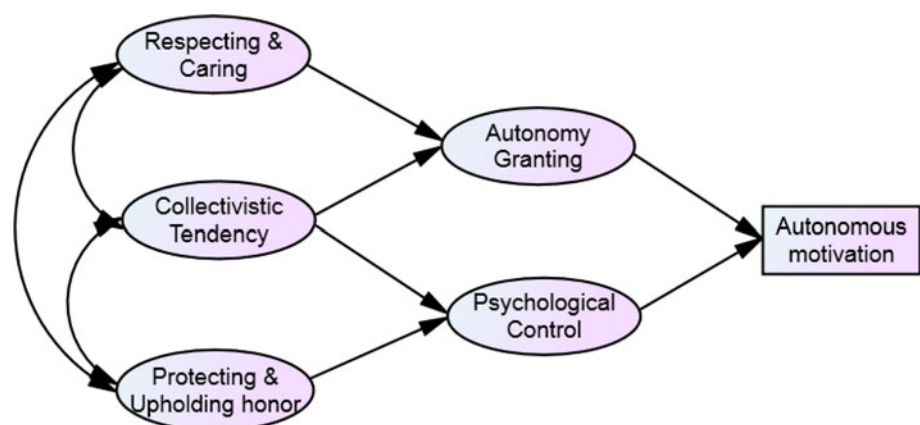 Respecting &
Caring
Autonomy
Granting
Collectivistic
Tendency
Autonomous
motivation
Psychological
Control
Protecting &
Upholding honor